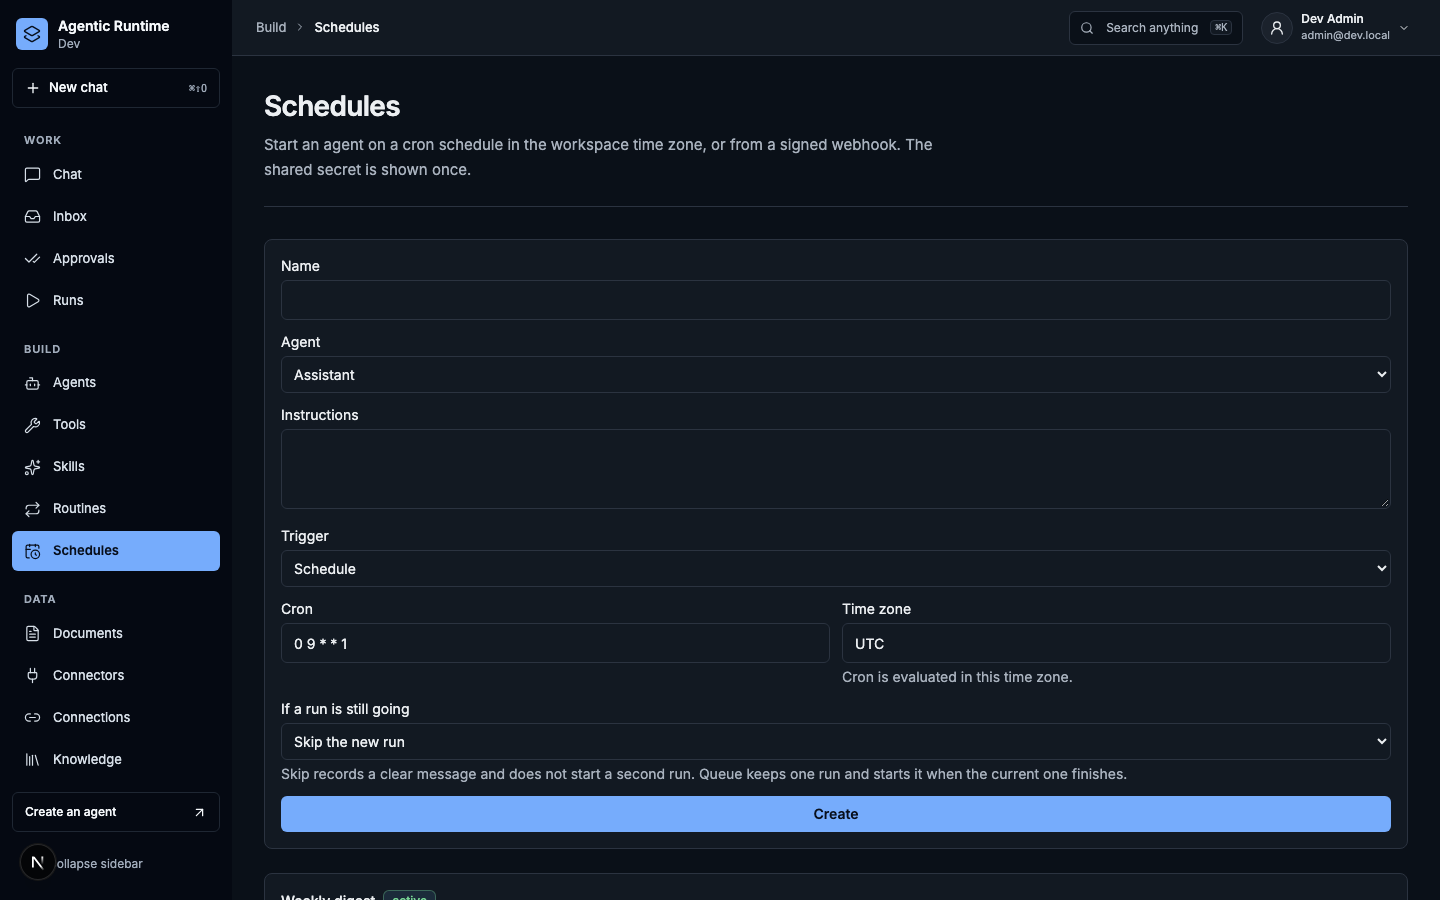 Agentic Runtime
Dev
New chat
⌘⇧O
WORK
Chat
Inbox
Approvals
Runs
BUILD
Agents
Tools
Skills
Routines
Schedules
DATA
Documents
Connectors
Connections
Knowledge
Create an agent
N
ollapse sidebar
Build > Schedules
Search anything
⌘K
Dev Admin
admin@dev.local
Schedules
Start an agent on a cron schedule in the workspace time zone, or from a signed webhook. The
shared secret is shown once.
Name
Agent
Assistant
Instructions
Trigger
Schedule
Cron
0 9 * * 1
Time zone
UTC
Cron is evaluated in this time zone.
If a run is still going
Skip the new run
Skip records a clear message and does not start a second run. Queue keeps one run and starts it when the current one finishes.
Create
Weekly digest
active